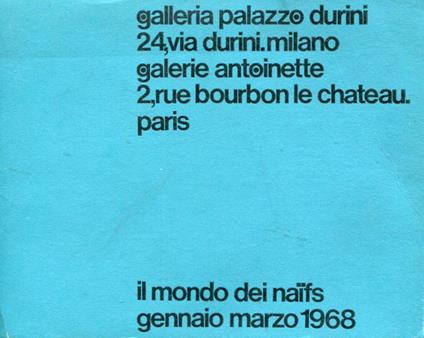 galleria palazzo durini
24,via durini.milano
galerie antoinette
2,rue bourbon le chateau.
paris
il mondo dei naïfs
gennaio marzo 1968